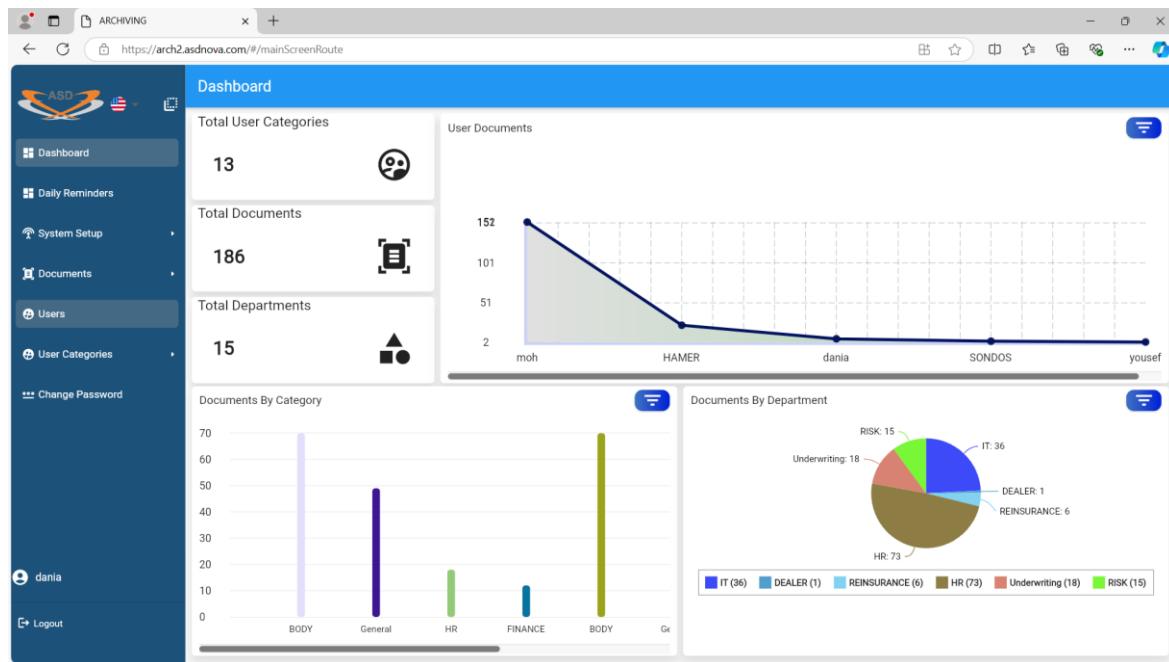 ARCHIVING
https://arch2.asdnova.com/#/mainScreenRoute
ASD
Dashboard
Daily Reminders
System Setup
Documents
Users
User Categories
Change Password
dania
Logout
Dashboard
Total User Categories
13
Total Documents
186
Total Departments
15
User Documents
152
101
51
2
moh HAMER dania SONDOS yousef
Documents By Category
70
60
50
40
30
20
10
0
BODY General HR FINANCE BODY Ge
Documents By Department
RISK: 15
IT: 36
Underwriting: 18
DEALER: 1
REINSURANCE: 6
HR: 73
IT (36) DEALER (1) REINSURANCE (6) HR (73) Underwriting (18) RISK (15)